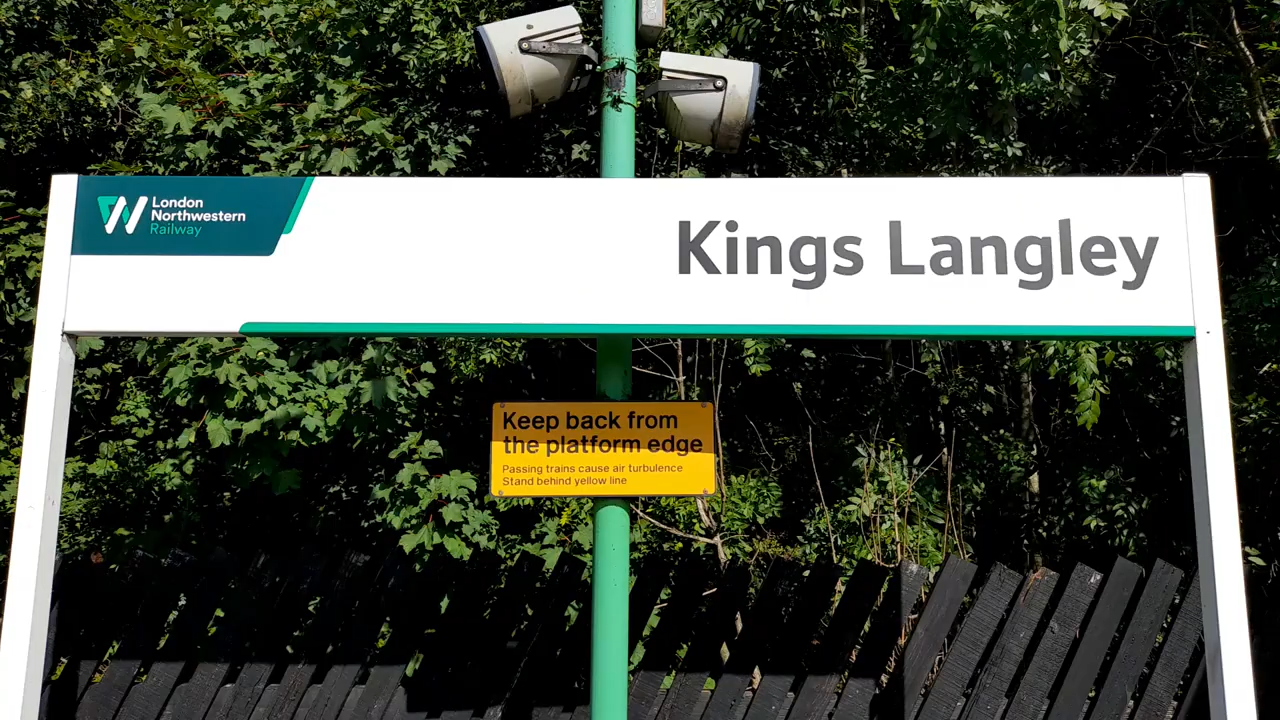 London
Northwestern
Railway
Kings Langley
Keep back from
the platform edge
Passing trains cause air turbulence
Stand behind yellow line